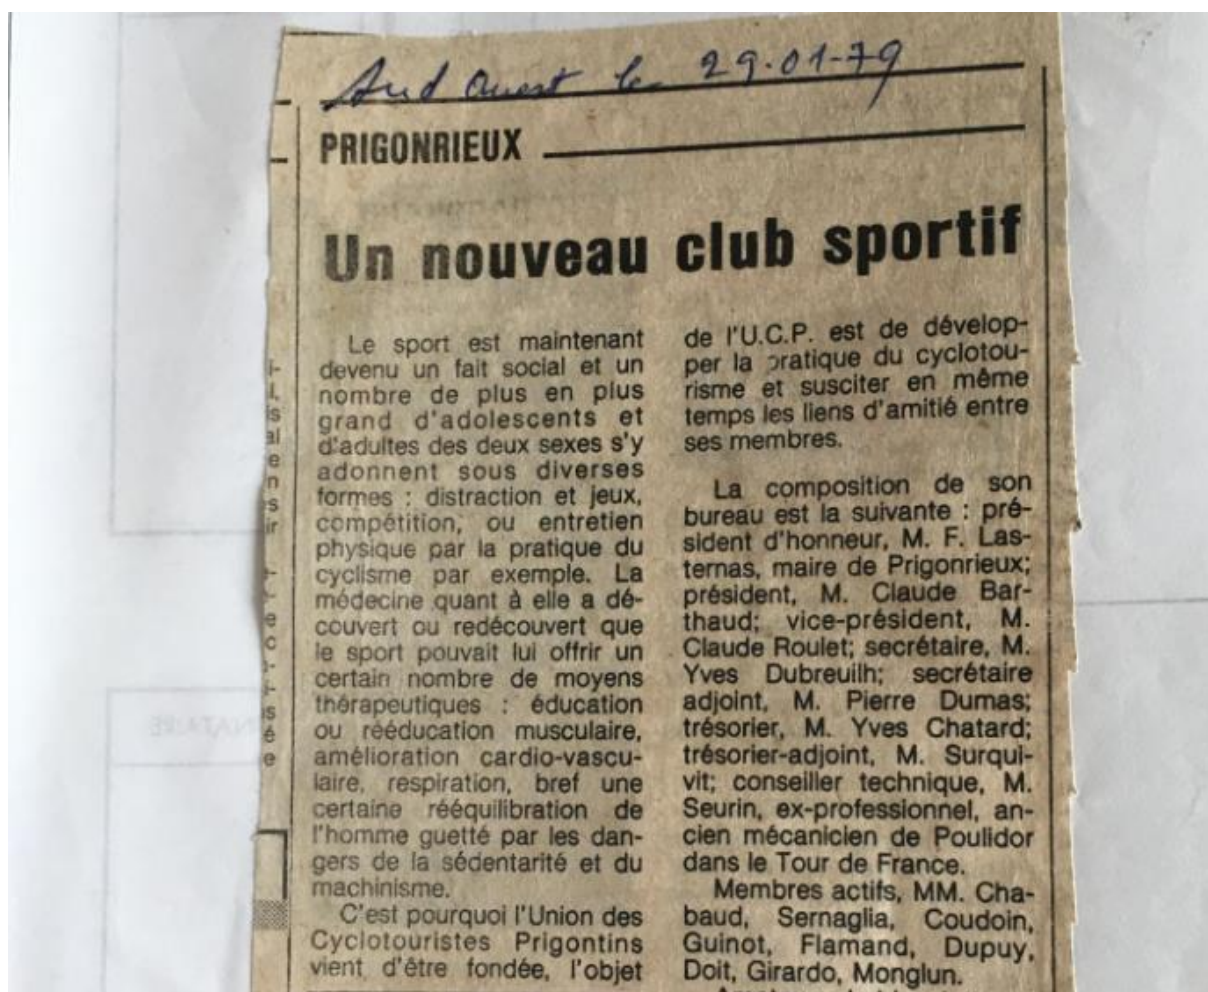 Sud Ouest le 29-01-79
PRIGONRIEUX
Un nouveau club sportif
Le sport est maintenant
devenu un fait social et un
nombre de plus en plus
grand d'adolescents et
d'adultes des deux sexes s'y
adonnent sous diverses
formes : distraction et jeux,
compétition, ou entretien
physique par la pratique du
cyclisme par exemple. La
médecine quant à elle a dé-
couvert ou redécouvert que
le sport pouvait lui offrir un
certain nombre de moyens
thérapeutiques : éducation
ou rééducation musculaire,
amélioration cardio-vascu-
laire, respiration, bref une
certaine rééquilibration de
l'homme guetté par les dan-
gers de la sédentarité et du
machinisme.
C'est pourquoi l'Union des
Cyclotouristes Prigontins
vient d'être fondée, l'objet
de l'U.C.P. est de dévelop-
per la pratique du cyclotou-
risme et susciter en même
temps les liens d'amitié entre
ses membres.
La composition de son
bureau est la suivante : pré-
sident d'honneur, M. F. Las-
ternas, maire de Prigonrieux;
président, M. Claude Bar-
thaud; vice-président, M.
Claude Roulet; secrétaire, M.
Yves Dubreuilh; secrétaire
adjoint, M. Pierre Dumas;
trésorier, M. Yves Chatard;
trésorier-adjoint, M. Surqui-
vit; conseiller technique, M.
Seurin, ex-professionnel, an-
cien mécanicien de Poulidor
dans le Tour de France.
Membres actifs, MM. Cha-
baud, Sernaglia, Coudoin,
Guinot, Flamand, Dupuy,
Doit, Girardo, Monglun.